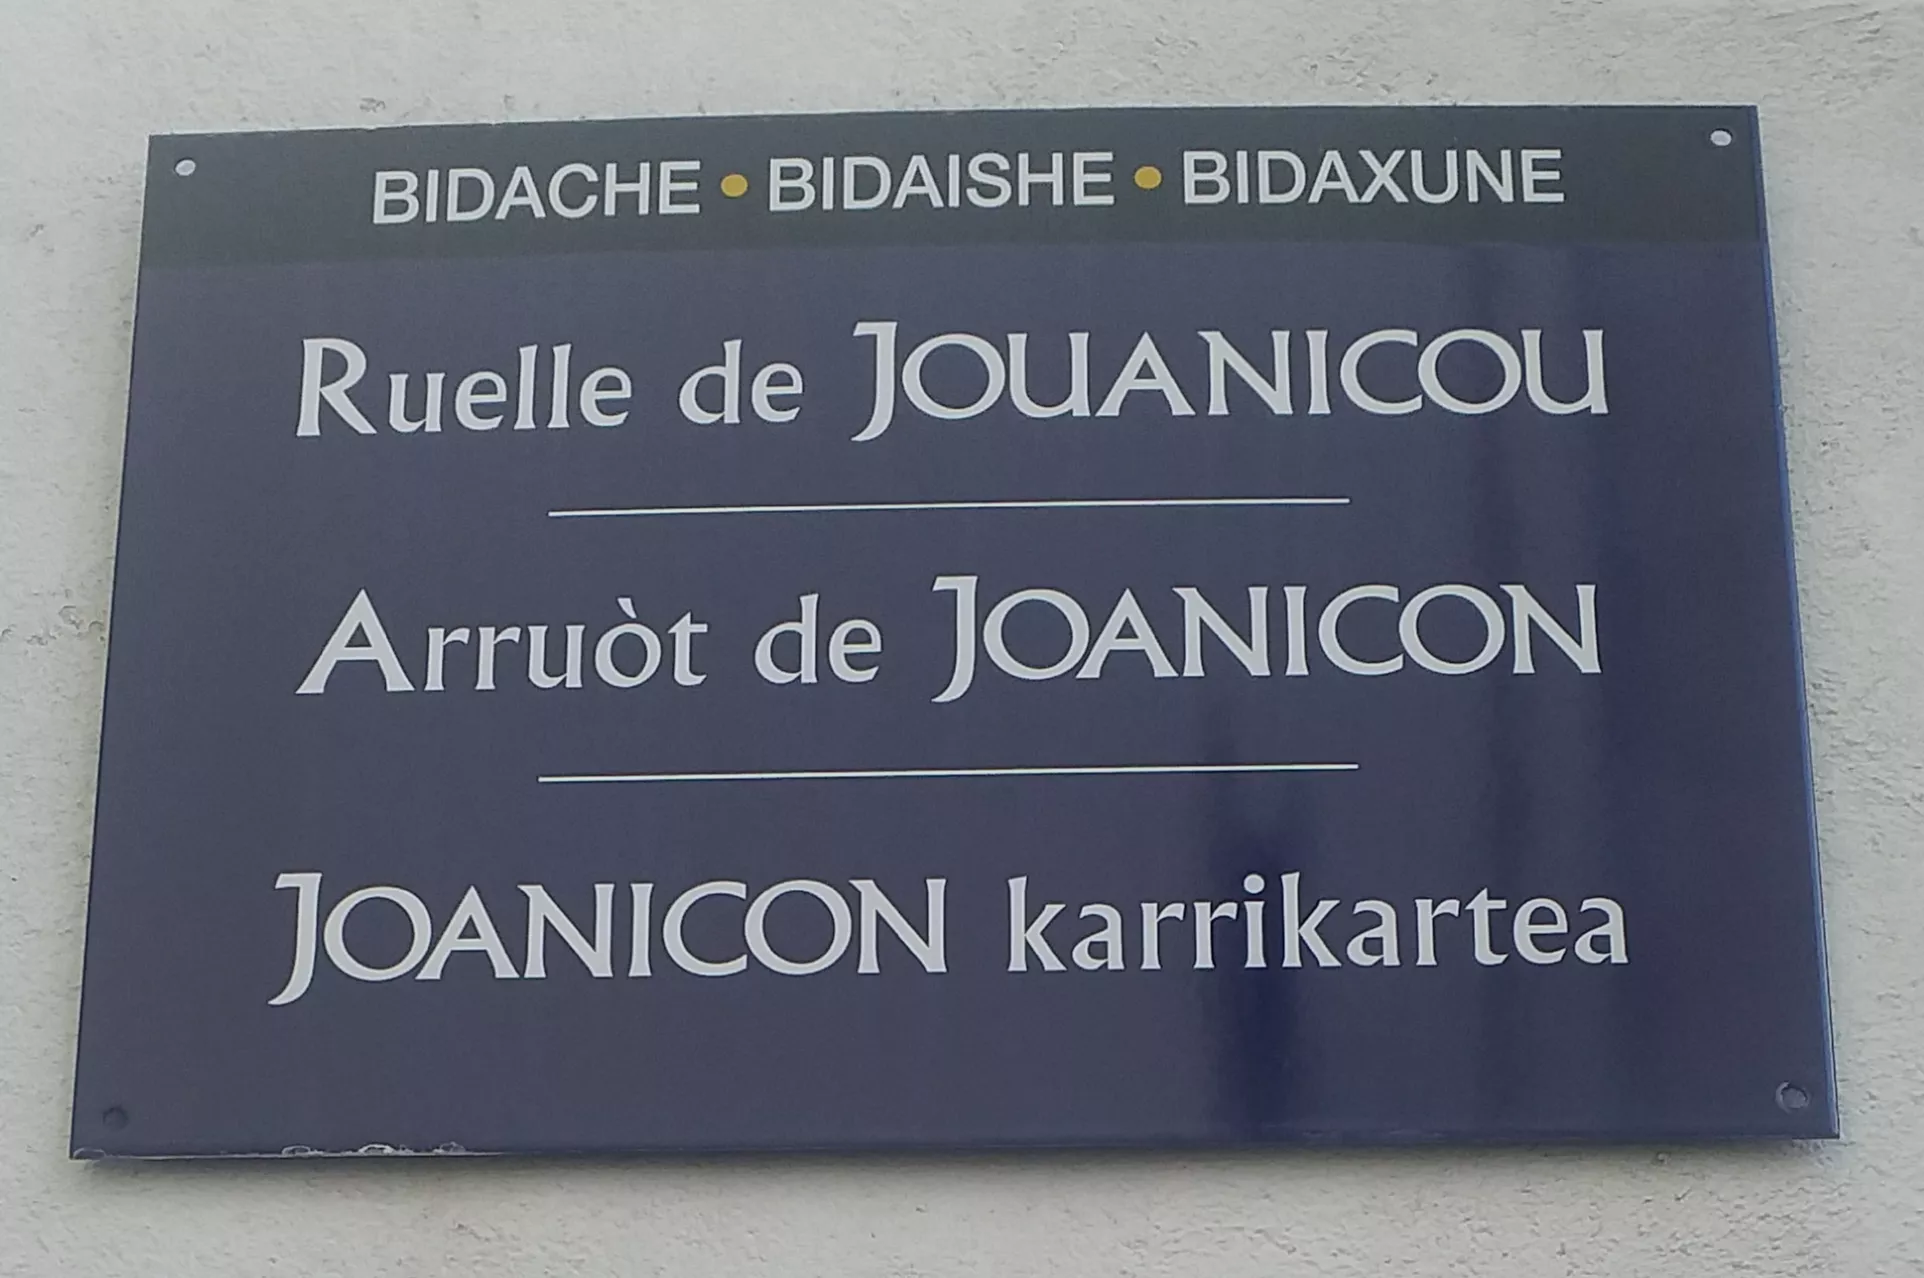 BIDACHE • BIDAISHE • BIDAXUNE
Ruelle de JOUANICOU
Arruòt de JOANICON
JOANICON karrikartea